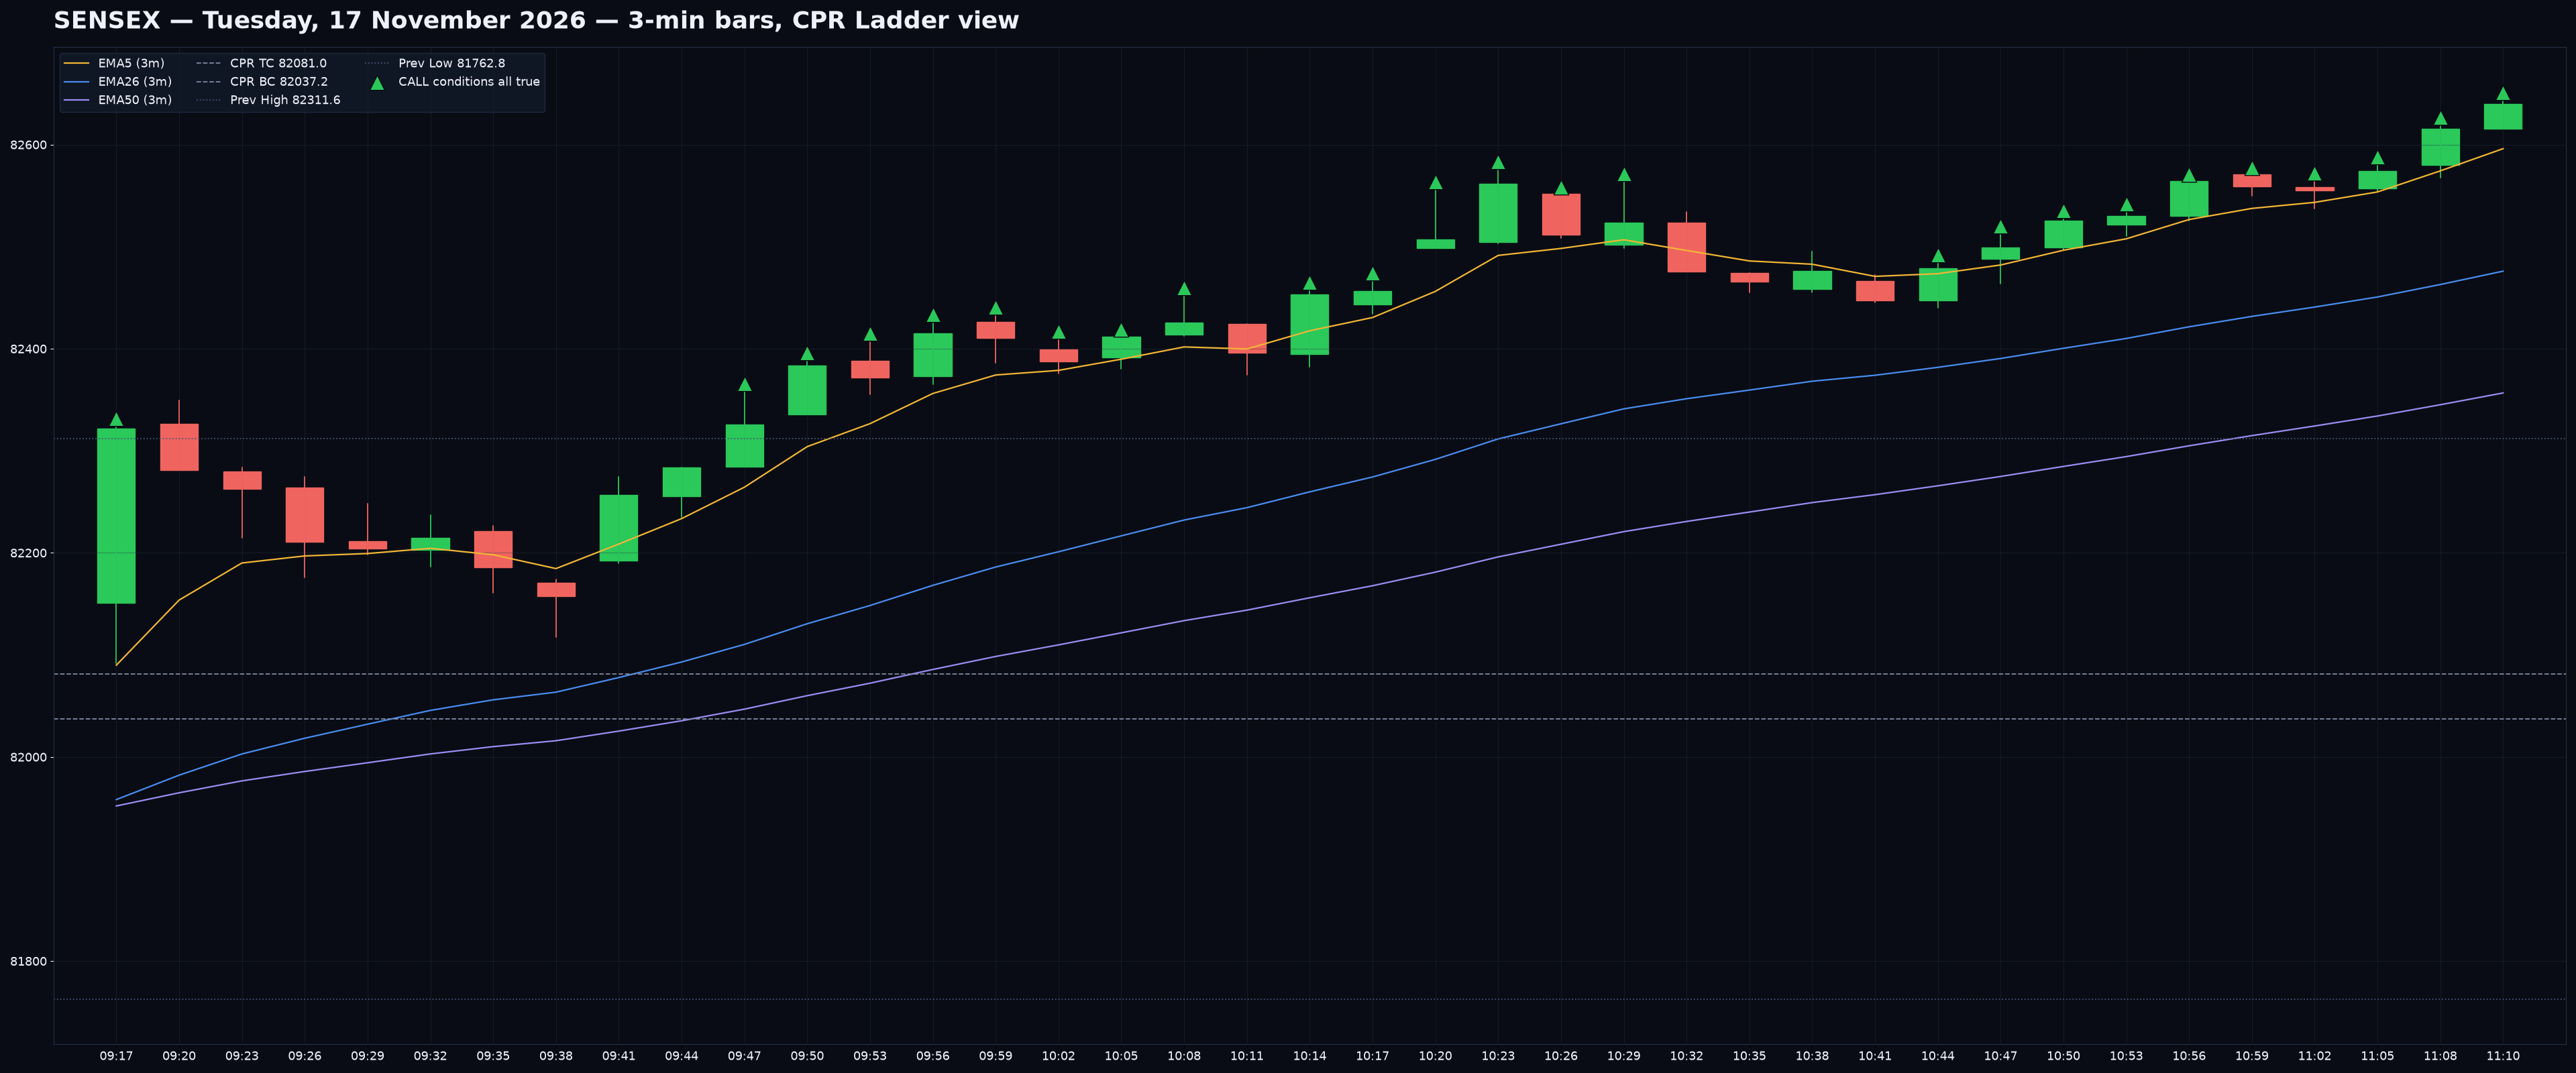 SENSEX — Tuesday, 17 November 2026 — 3-min bars, CPR Ladder view
EMA5 (3m)
EMA26 (3m)
EMA50 (3m)
CPR TC 82081.0
CPR BC 82037.2
Prev High 82311.6
Prev Low 81762.8
CALL conditions all true
82600
82400
82200
82000
81800
09:17 09:20 09:23 09:26 09:29 09:32 09:35 09:38 09:41 09:44 09:47 09:50 09:53 09:56 09:59 10:02 10:05 10:08 10:11 10:14 10:17 10:20 10:23 10:26 10:29 10:32 10:35 10:38 10:41 10:44 10:47 10:50 10:53 10:56 10:59 11:02 11:05 11:08 11:10